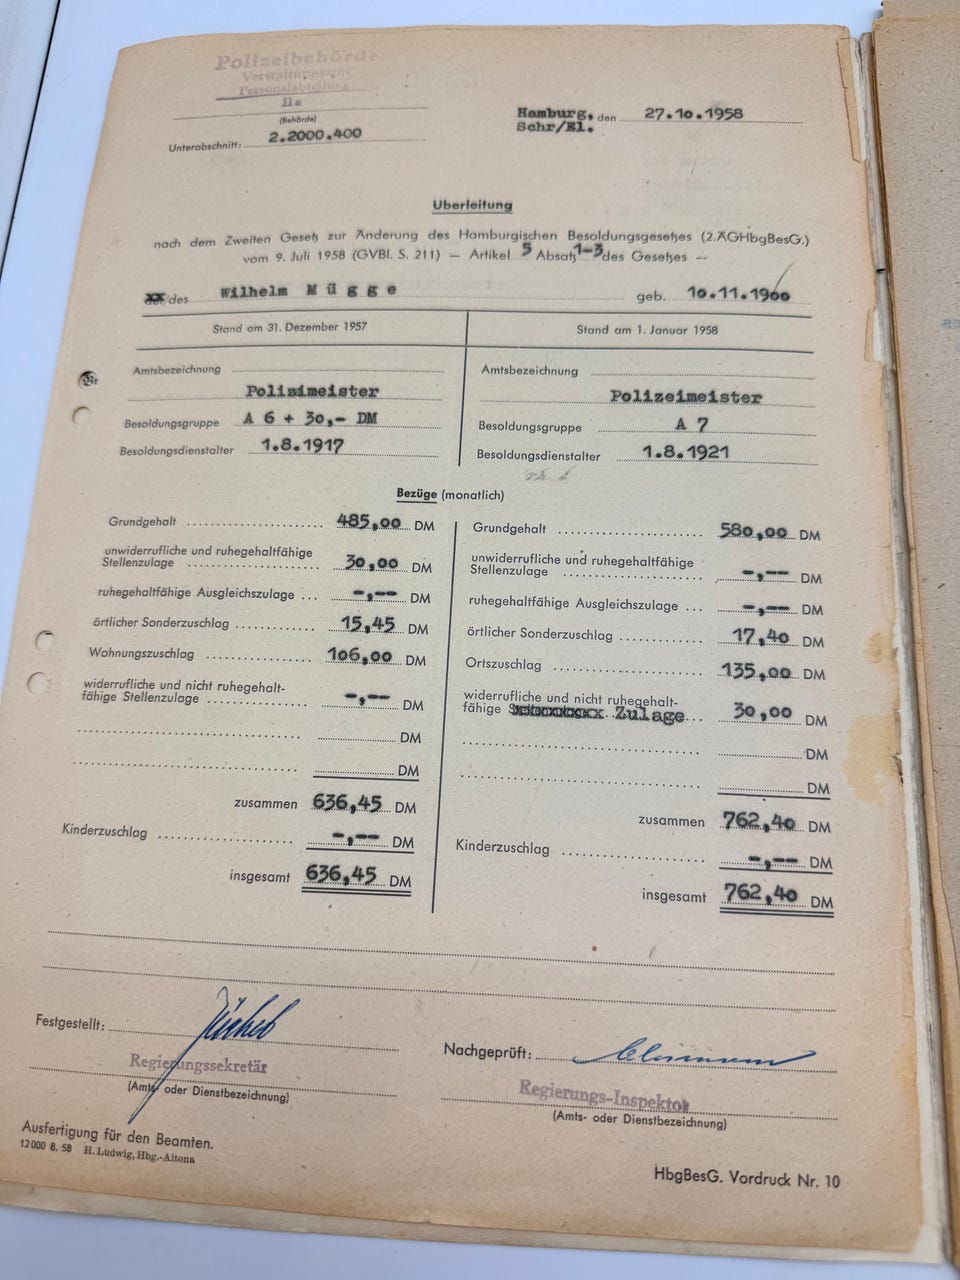 Polizeibehörde
Verwaltungsamt
Personalabteilung
IIa
(Behörde)
Unterabschnitt: 2.2000.400
Hamburg, den 27.10.1958
Schr/El.
Überleitung
nach dem Zweiten Gesetz zur Änderung des Hamburgischen Besoldungsgesetzes (2.ÄGHbgBesG.)
vom 9. Juli 1958 (GVBl. S. 211) — Artikel 5 Absatz 1-3 des Gesetzes --
der/des Wilhelm Mügge geb. 10.11.1900
Stand am 31. Dezember 1957
Amtsbezeichnung
Polizeimeister
Besoldungsgruppe A 6 + 30,- DM
Besoldungsdienstalter 1.8.1917
Stand am 1. Januar 1958
Amtsbezeichnung
Polizeimeister
Besoldungsgruppe A 7
Besoldungsdienstalter 1.8.1921
Bezüge (monatlich)
Grundgehalt 485,00 DM
unwiderrufliche und ruhegehaltfähige
Stellenzulage 30,00 DM
ruhegehaltfähige Ausgleichszulage ... -,-- DM
örtlicher Sonderzuschlag 15,45 DM
Wohnungszuschlag 106,00 DM
widerrufliche und nicht ruhegehalt-
fähige Stellenzulage -,-- DM
DM
DM
zusammen 636,45 DM
Kinderzuschlag -,-- DM
insgesamt 636,45 DM
Grundgehalt 580,00 DM
unwiderrufliche und ruhegehaltfähige
Stellenzulage -,-- DM
ruhegehaltfähige Ausgleichszulage ... -,-- DM
örtlicher Sonderzuschlag 17,40 DM
Ortszuschlag 135,00 DM
widerrufliche und nicht ruhegehalt-
fähige Stellenzulage Zulage ... 30,00 DM
DM
DM
zusammen 762,40 DM
Kinderzuschlag -,-- DM
insgesamt 762,40 DM
Festgestellt:
Regierungssekretär
(Amts- oder Dienstbezeichnung)
Nachgeprüft:
Regierungs-Inspektor
(Amts- oder Dienstbezeichnung)
Ausfertigung für den Beamten.
12000 8. 58 H. Ludwig, Hbg.-Altona
HbgBesG. Vordruck Nr. 10